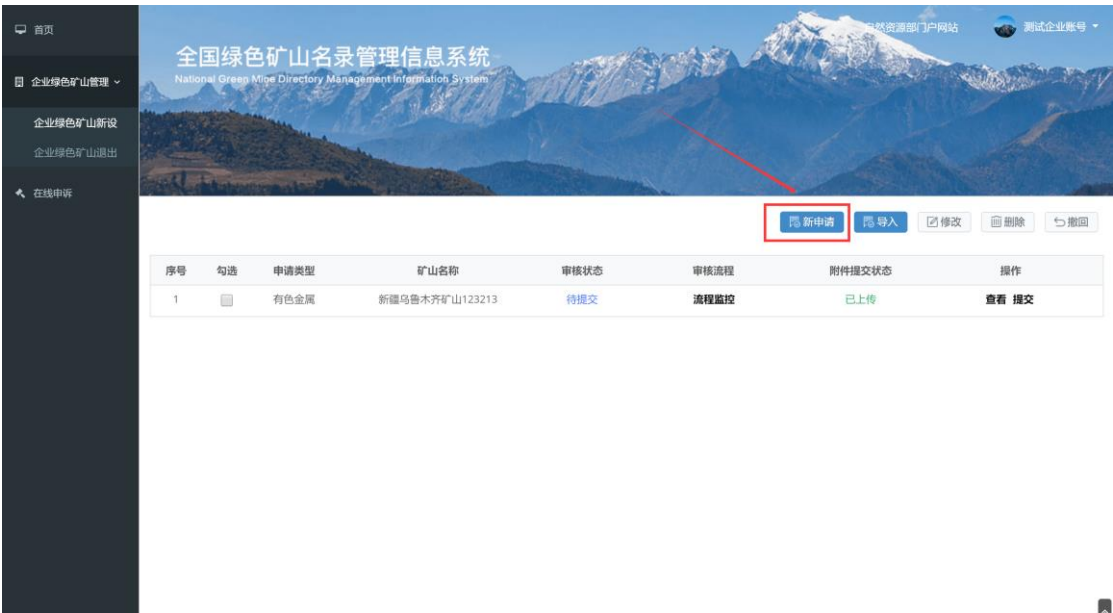 首页
企业绿色矿山管理
企业绿色矿山新设
企业绿色矿山退出
在线申诉
自然资源部门户网站
测试企业账号
全国绿色矿山名录管理信息系统
National Green Mine Directory Management Information System
新申请 导入 修改 删除 撤回
序号 勾选 申请类型 矿山名称 审核状态 审核流程 附件提交状态 操作
1 有色金属 新疆乌鲁木齐矿山123213 待提交 流程监控 已上传 查看 提交